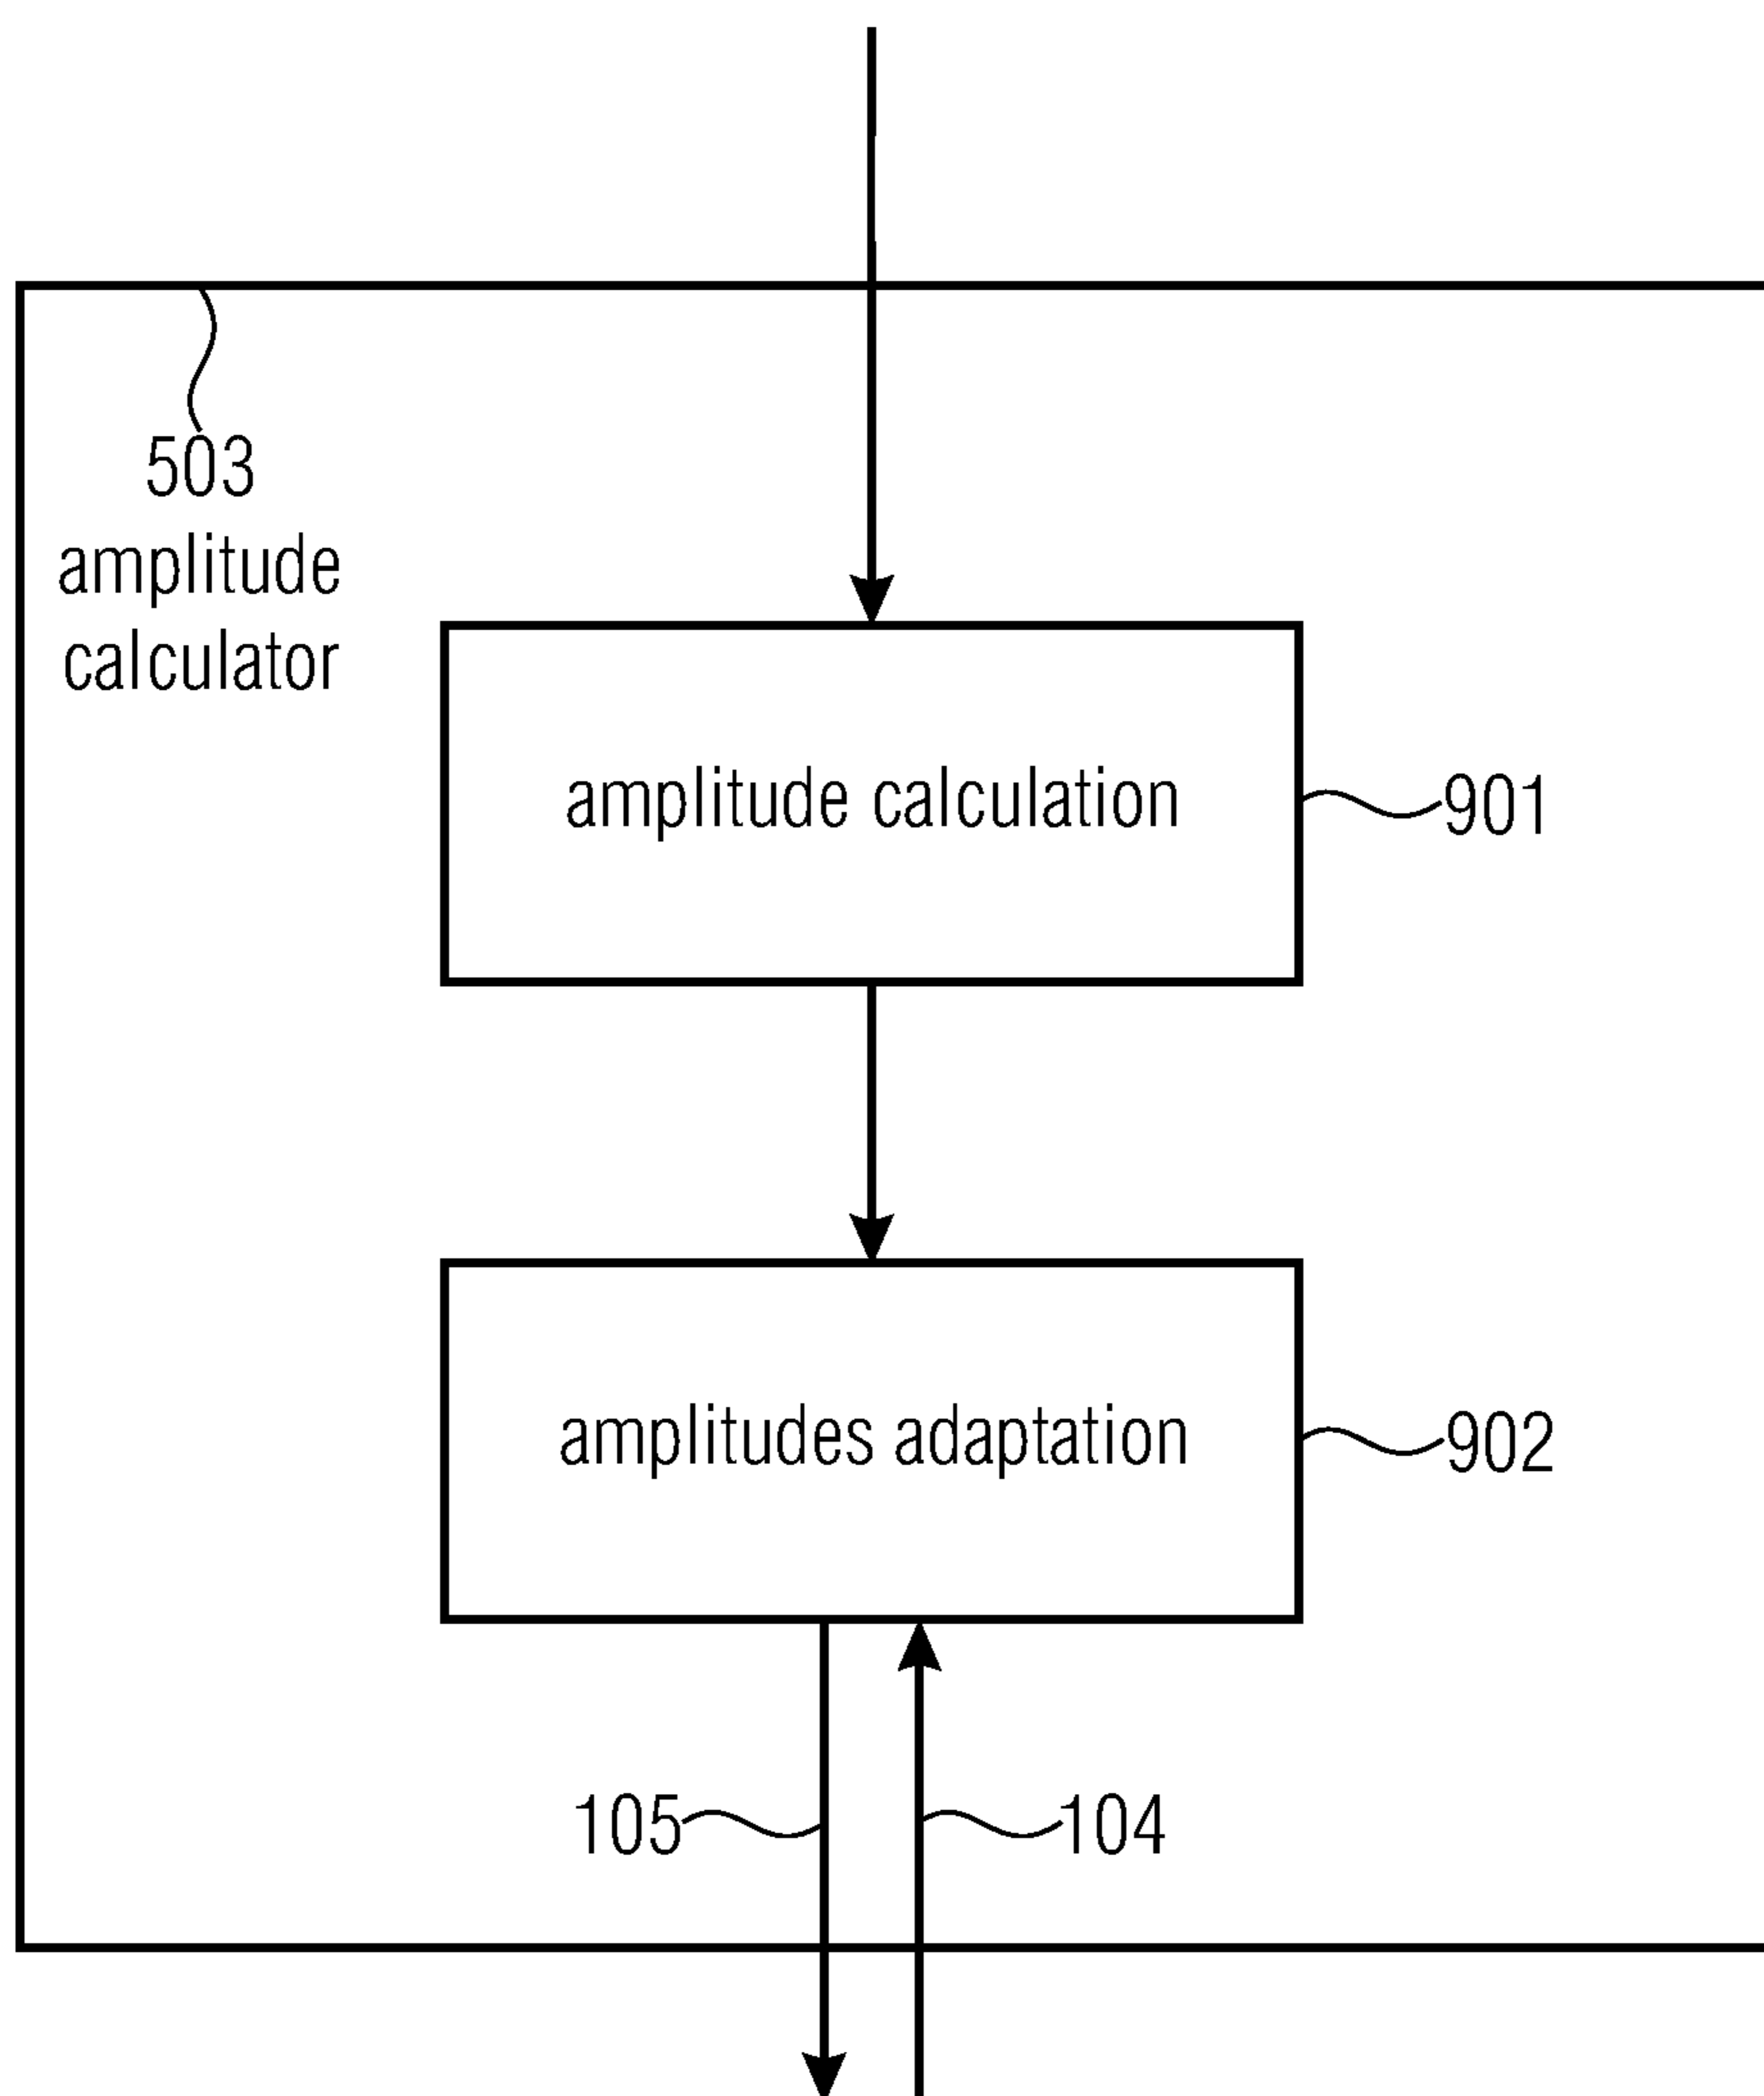 503
amplitude
calculator
amplitude calculation
901
amplitudes adaptation
902
105
104